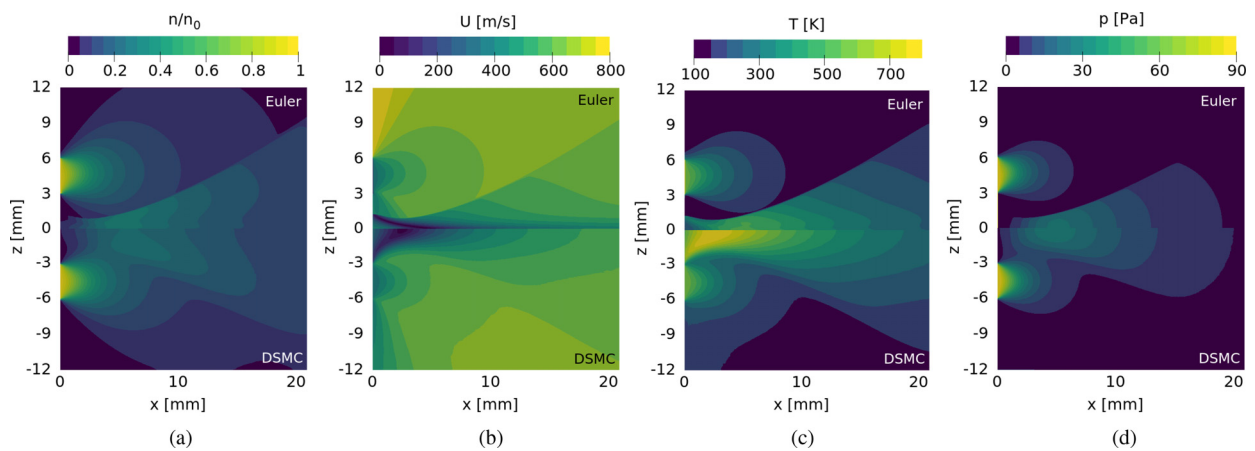 n/n0
0 0.2 0.4 0.6 0.8 1
12
9
6
3
0
-3
-6
-9
-12
z [mm]
Euler
DSMC
0 10 20
x [mm]
(a)
U [m/s]
0 200 400 600 800
12
9
6
3
0
-3
-6
-9
-12
z [mm]
Euler
DSMC
0 10 20
x [mm]
(b)
T [K]
100 300 500 700
12
9
6
3
0
-3
-6
-9
-12
z [mm]
Euler
DSMC
0 10 20
x [mm]
(c)
p [Pa]
0 30 60 90
12
9
6
3
0
-3
-6
-9
-12
z [mm]
Euler
DSMC
0 10 20
x [mm]
(d)